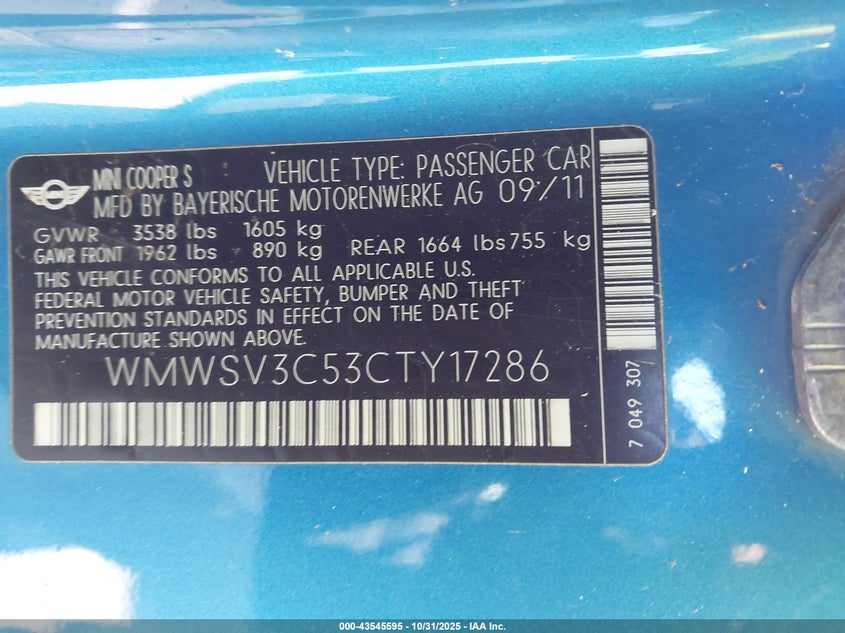 MINI COOPER S VEHICLE TYPE: PASSENGER CAR
MFD BY BAYERISCHE MOTORENWERKE AG 09/11
GVWR 3538 lbs 1605 kg
GAWR FRONT 1962 lbs 890 kg REAR 1664 lbs 755 kg
THIS VEHICLE CONFORMS TO ALL APPLICABLE U.S.
FEDERAL MOTOR VEHICLE SAFETY, BUMPER AND THEFT
PREVENTION STANDARDS IN EFFECT ON THE DATE OF
MANUFACTURE SHOWN ABOVE.
WMWSV3C53CTY17286
7 049 307
000-43545595 - 10/31/2025 - IAA Inc.